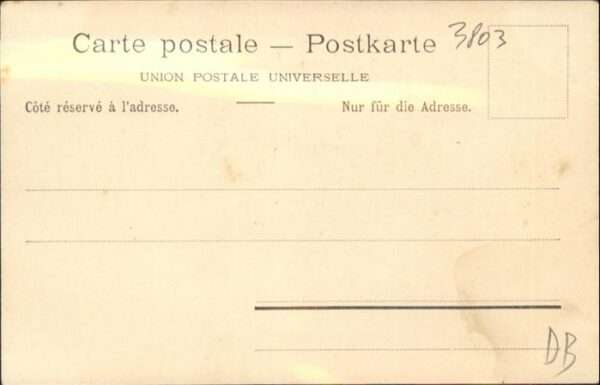 Carte postale — Postkarte 3803
UNION POSTALE UNIVERSELLE
Côté réservé à l'adresse. Nur für die Adresse.
DB